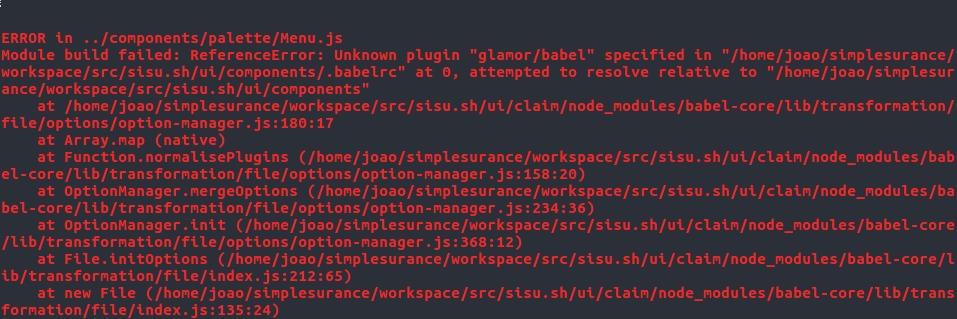 ERROR in ../components/palette/Menu.js
Module build failed: ReferenceError: Unknown plugin "glamor/babel" specified in "/home/joao/simplesurance/
workspace/src/sisu.sh/ui/components/.babelrc" at 0, attempted to resolve relative to "/home/joao/simplesur
ance/workspace/src/sisu.sh/ui/components"
    at /home/joao/simplesurance/workspace/src/sisu.sh/ui/claim/node_modules/babel-core/lib/transformation/
file/options/option-manager.js:180:17
    at Array.map (native)
    at Function.normalisePlugins (/home/joao/simplesurance/workspace/src/sisu.sh/ui/claim/node_modules/bab
el-core/lib/transformation/file/options/option-manager.js:158:20)
    at OptionManager.mergeOptions (/home/joao/simplesurance/workspace/src/sisu.sh/ui/claim/node_modules/ba
bel-core/lib/transformation/file/options/option-manager.js:234:36)
    at OptionManager.init (/home/joao/simplesurance/workspace/src/sisu.sh/ui/claim/node_modules/babel-core
/lib/transformation/file/options/option-manager.js:368:12)
    at File.initOptions (/home/joao/simplesurance/workspace/src/sisu.sh/ui/claim/node_modules/babel-core/l
ib/transformation/file/index.js:212:65)
    at new File (/home/joao/simplesurance/workspace/src/sisu.sh/ui/claim/node_modules/babel-core/lib/trans
formation/file/index.js:135:24)